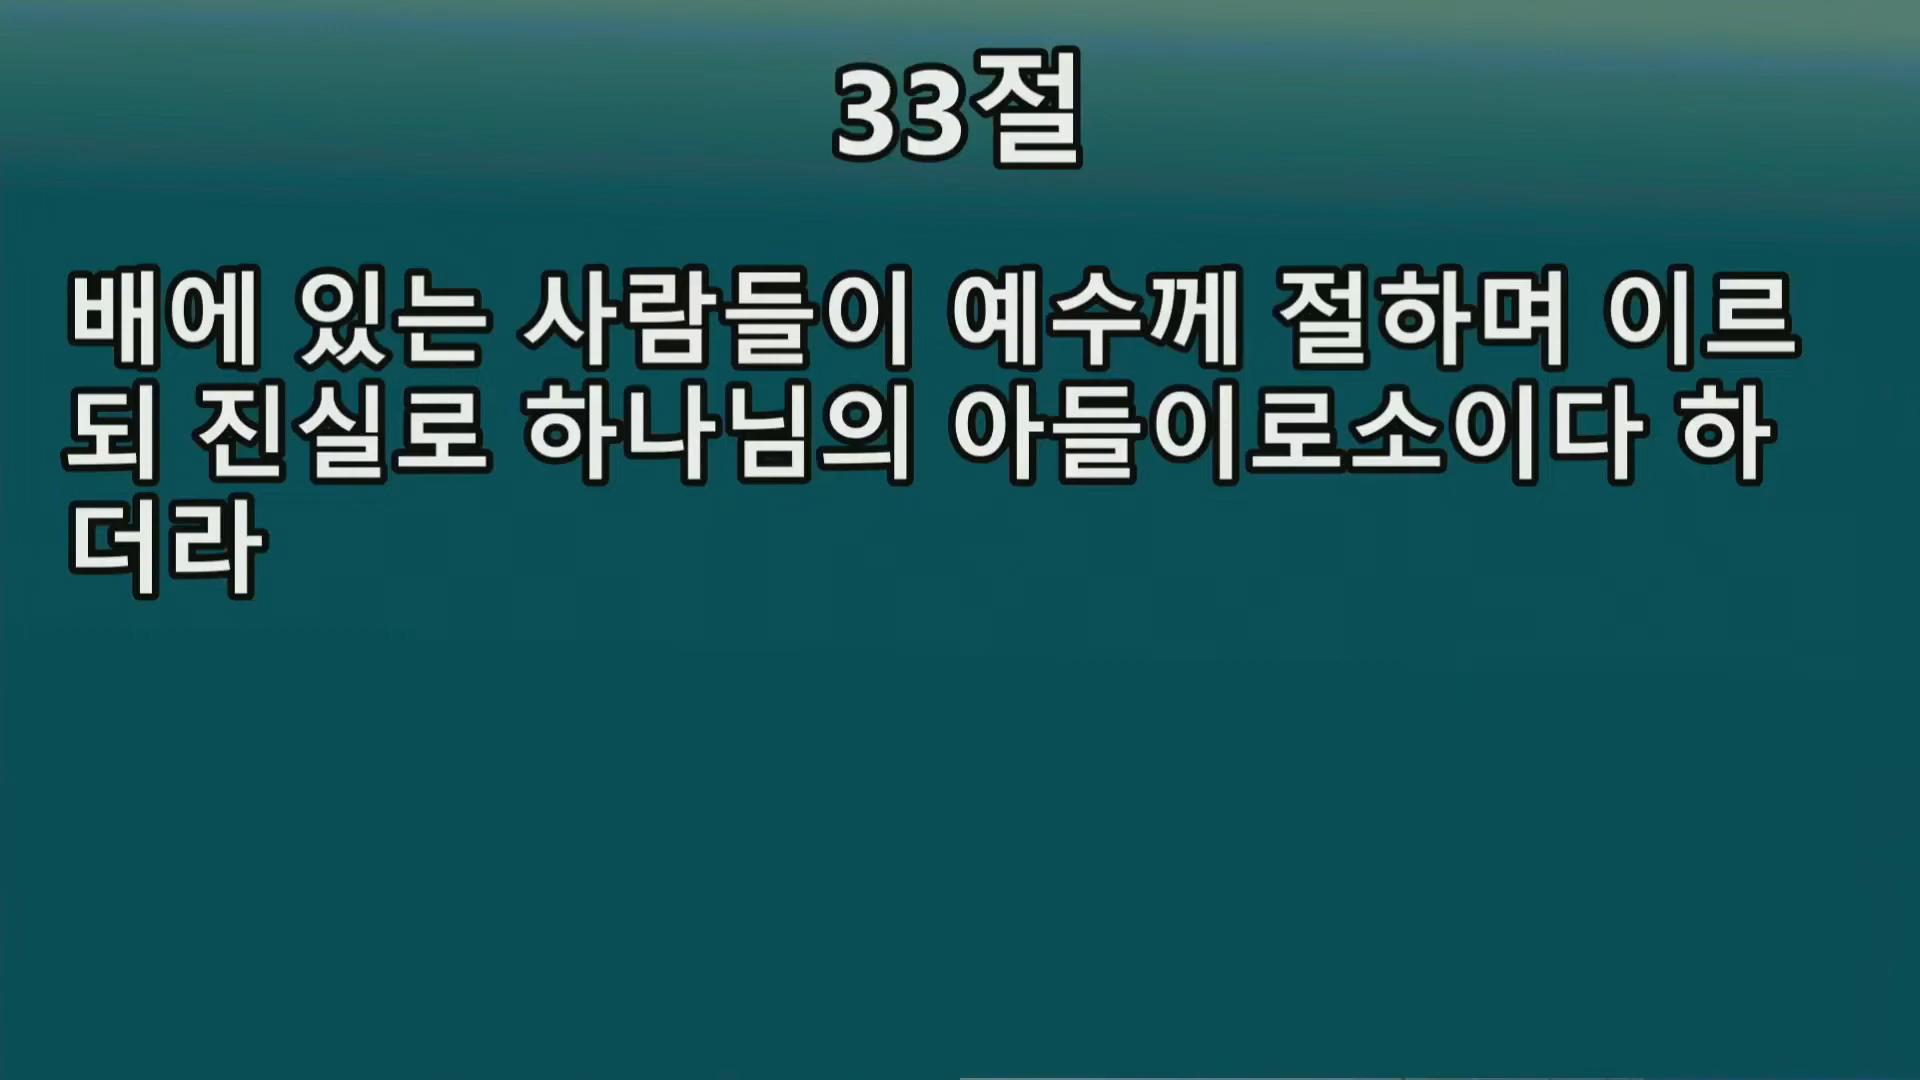 33절
배에 있는 사람들이 예수께 절하며 이르
되 진실로 하나님의 아들이로소이다 하
더라